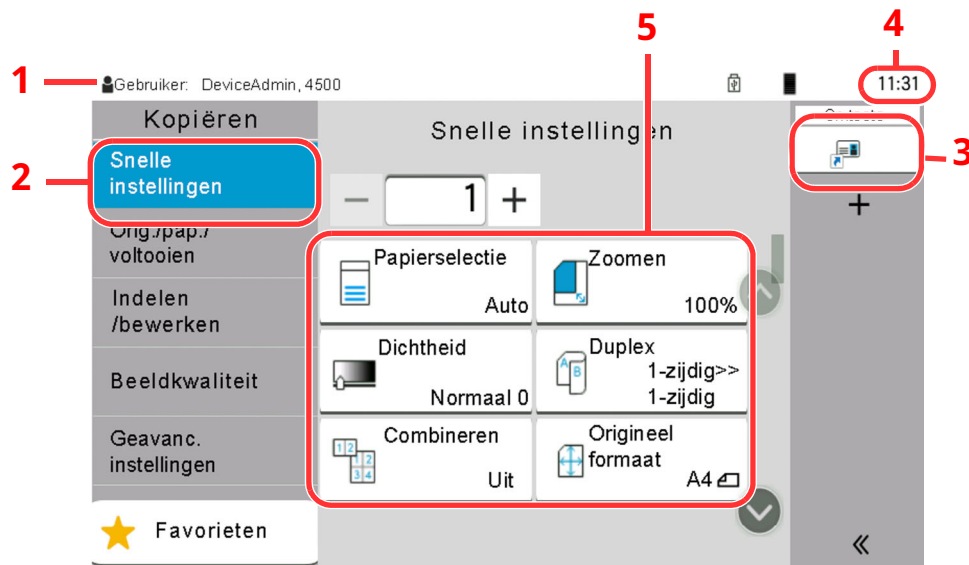 5
4
1
Gebruiker: DeviceAdmin, 4500
11:31
Kopiëren
Snelle instellingen
3
2
Snelle
instellingen
1
Orig./pap./
voltooien
Papierselectie
Auto
Zoomen
100%
Indelen
/bewerken
Dichtheid
Normaal 0
Duplex
1-zijdig>>
1-zijdig
Beeldkwaliteit
Geavanc.
instellingen
Combineren
Uit
Origineel
formaat
A4
Favorieten